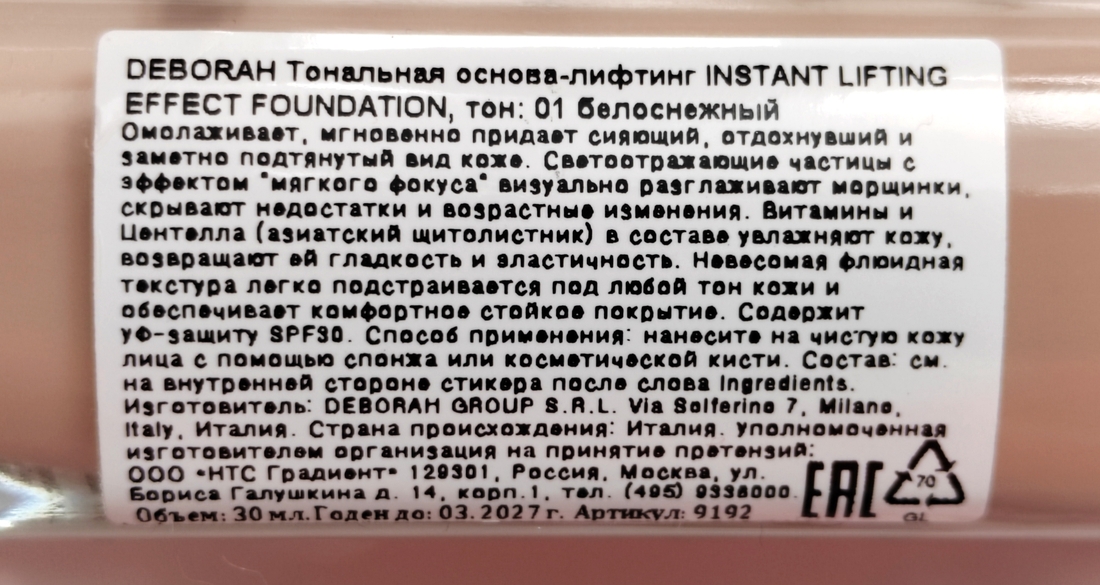 DEBORAH Тональная основа-лифтинг INSTANT LIFTING
EFFECT FOUNDATION, тон: 01 белоснежный
Омолаживает, мгновенно придает сияющий, отдохнувший и
заметно подтянутый вид коже. Светоотражающие частицы с
эффектом "мягкого фокуса" визуально разглаживают морщинки,
скрывают недостатки и возрастные изменения. Витамины и
Центелла (азиатский щитолистник) в составе увлажняют кожу,
возвращают ей гладкость и эластичность. Невесомая флюидная
текстура легко подстраивается под любой тон кожи и
обеспечивает комфортное стойкое покрытие. Содержит
УФ-защиту SPF30. Способ применения: нанесите на чистую кожу
лица с помощью спонжа или косметической кисти. Состав: см.
на внутренней стороне стикера после слова Ingredients.
Изготовитель: DEBORAH GROUP S.R.L. Via Solferino 7, Milano,
Italy, Италия. Страна происхождения: Италия. Уполномоченная
изготовителем организация на принятие претензий:
ООО "НТС Градиент" 129301, Россия, Москва, ул.
Бориса Галушкина д. 14, корп.1, тел. (495) 9336000.
Объем: 30 мл. Годен до: 03.2027 г. Артикул: 9192
EAC
70
GL